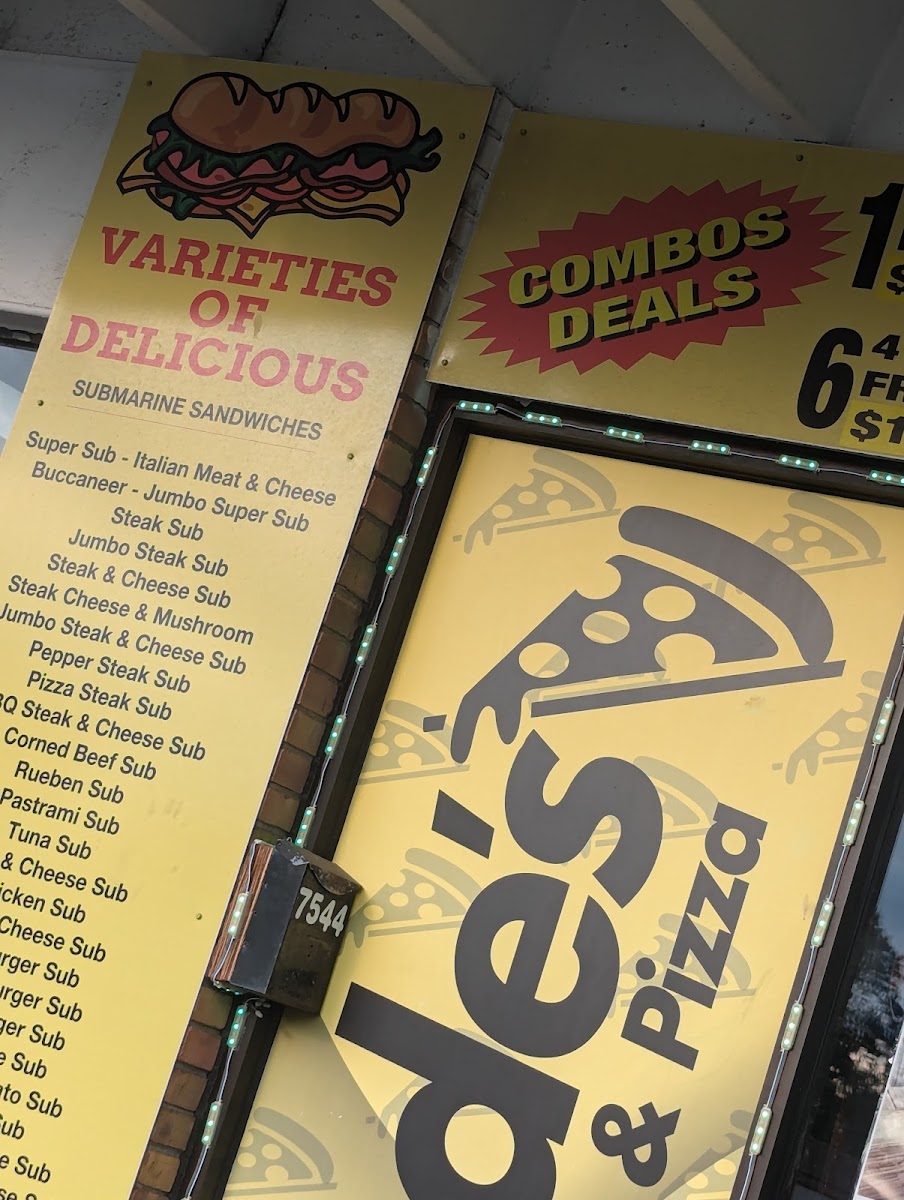 VARIETIES
OF
DELICIOUS
SUBMARINE SANDWICHES
Super Sub - Italian Meat & Cheese
Buccaneer - Jumbo Super Sub
Steak Sub
Jumbo Steak Sub
Steak & Cheese Sub
Steak Cheese & Mushroom
Jumbo Steak & Cheese Sub
Pepper Steak Sub
Pizza Steak Sub
Steak & Cheese Sub
Corned Beef Sub
Rueben Sub
Pastrami Sub
Tuna Sub
& Cheese Sub
Sub
Cheese Sub
Sub
Sub
Sub
Sub
Sub
Sub
Sub
COMBOS
DEALS
6
7544
de's
& Pizza